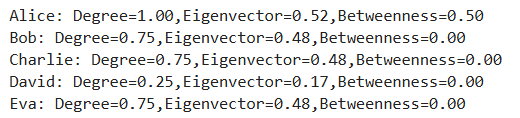 Alice: Degree=1.00,Eigenvector=0.52,Betweenness=0.50
Bob: Degree=0.75,Eigenvector=0.48,Betweenness=0.00
Charlie: Degree=0.75,Eigenvector=0.48,Betweenness=0.00
David: Degree=0.25,Eigenvector=0.17,Betweenness=0.00
Eva: Degree=0.75,Eigenvector=0.48,Betweenness=0.00